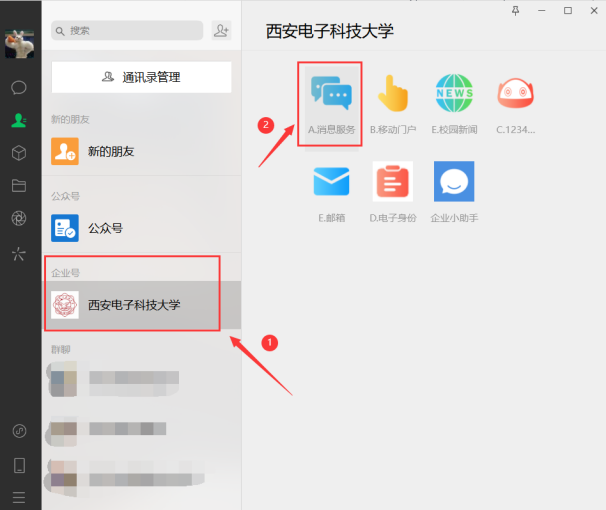 搜索
通讯录管理
新的朋友
新的朋友
公众号
公众号
企业号
西安电子科技大学
1
群聊
西安电子科技大学
2
A.消息服务
B.移动门户
NEWS
E.校园新闻
C.1234...
E.邮箱
D.电子身份
企业小助手